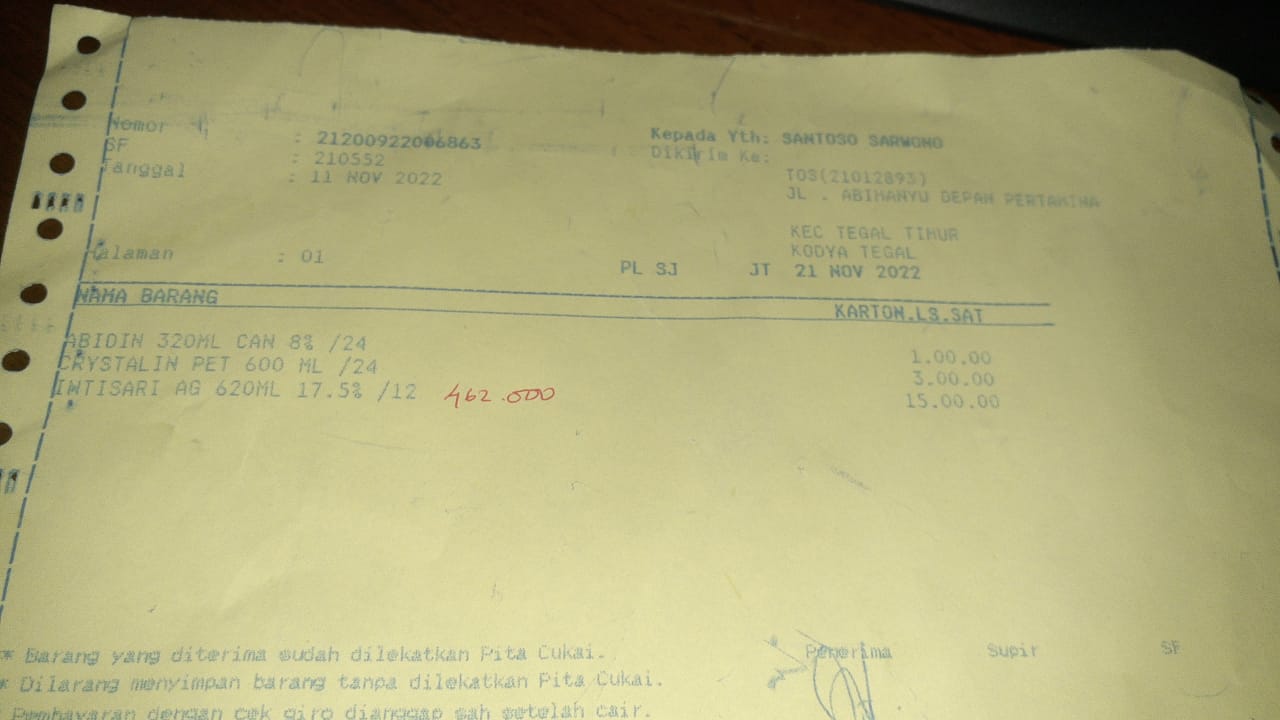 Nomor : 21200922006863
SF : 210552
Tanggal : 11 NOV 2022
Kepada Yth: SANTOSO SARWONO
Dikirim Ke:
TOS(21012893)
JL . ABIMANYU DEPAN PERTAMINA
KEC TEGAL TIMUR
KODYA TEGAL
Halaman : 01
PL SJ JT 21 NOV 2022
NAMA BARANG KARTON.LS.SAT
ABIDIN 320ML CAN 8% /24 1.00.00
CRYSTALIN PET 600 ML /24 3.00.00
INTISARI AG 620ML 17.5% /12 462.000 15.00.00
* Barang yang diterima sudah dilekatkan Pita Cukai.
* Dilarang menyimpan barang tanpa dilekatkan Pita Cukai.
Pembayaran dengan cek giro dianggap sah setelah cair.
Penerima Supir SF